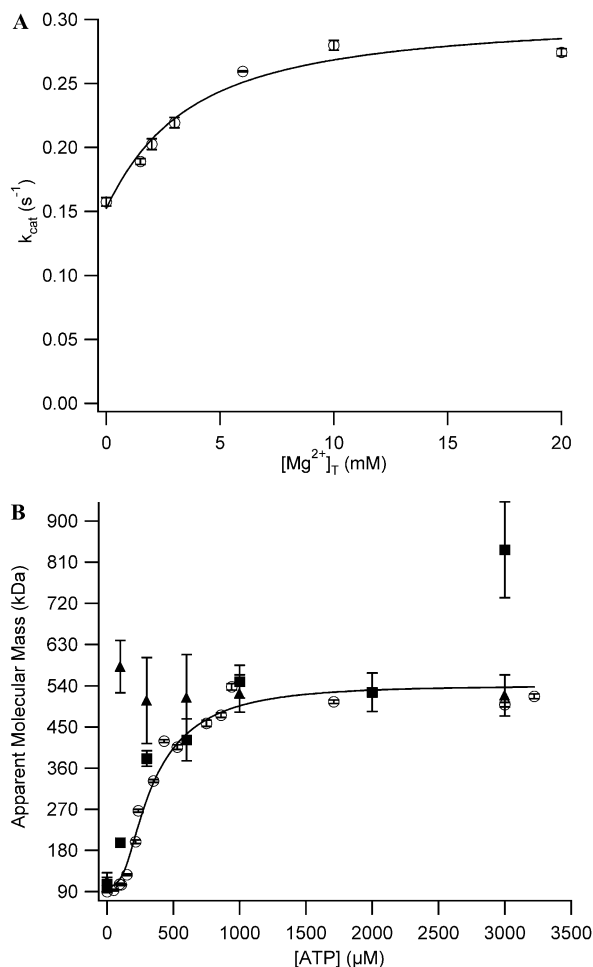 A
0.30
0.25
0.20
0.15
0.10
0.05
0.00
k_cat (s⁻¹)
0 5 10 15 20
[Mg²⁺]_T (mM)
B
900
810
720
630
540
450
360
270
180
90
Apparent Molecular Mass (kDa)
0 500 1000 1500 2000 2500 3000 3500
[ATP] (µM)